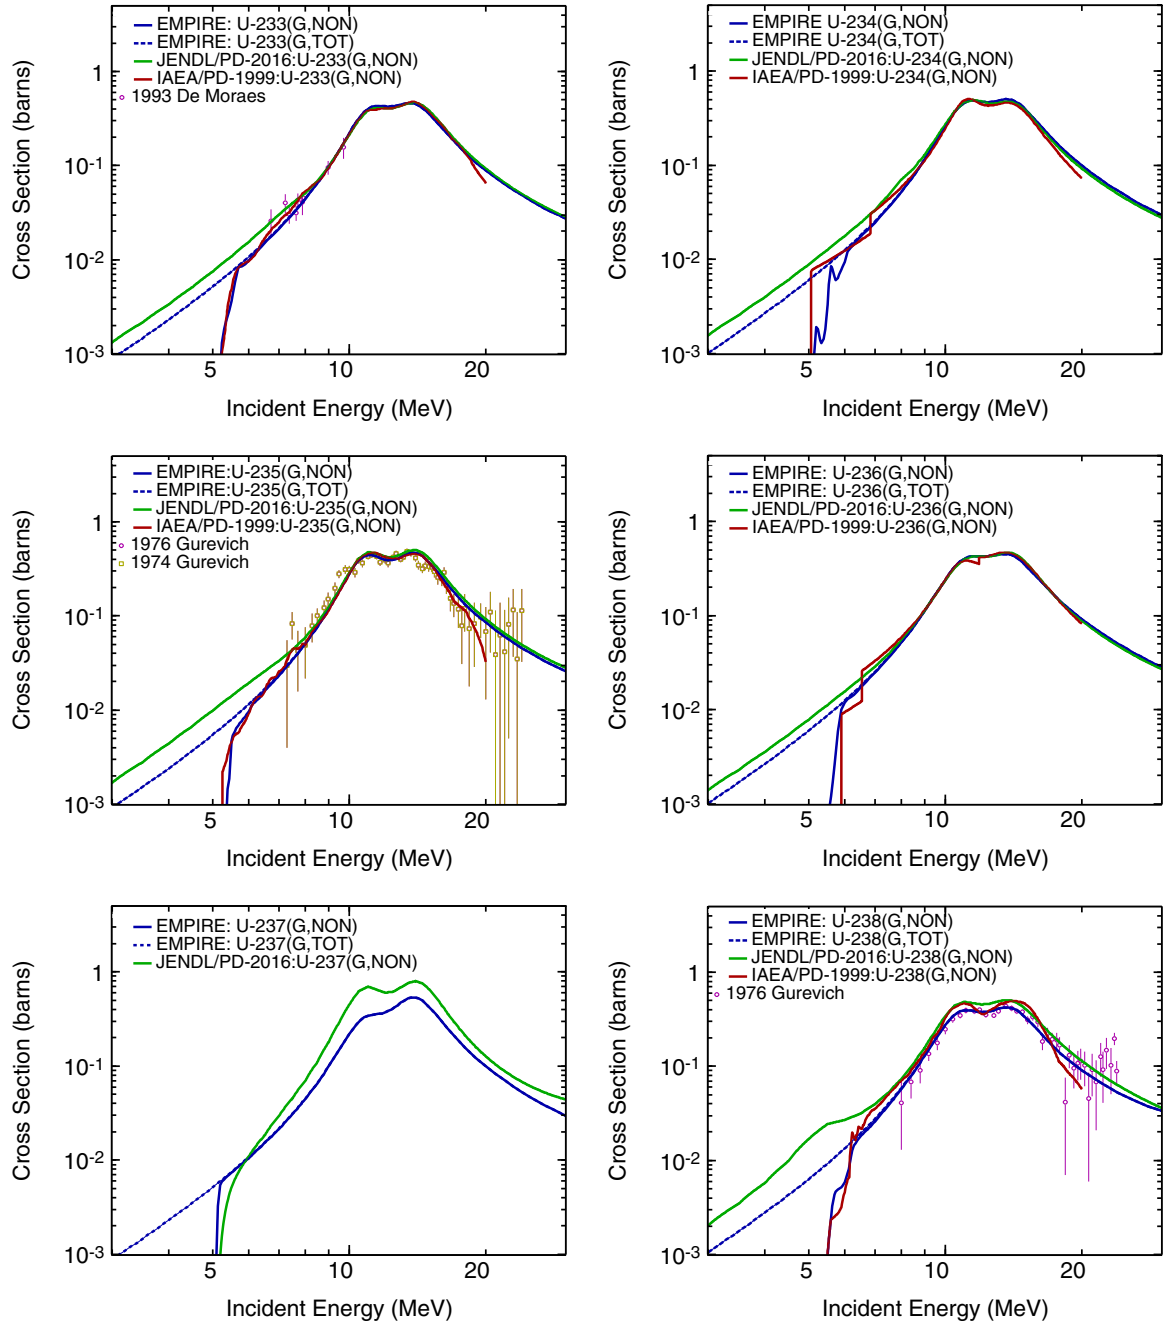 EMPIRE: U-233(G,NON)
EMPIRE: U-233(G,TOT)
JENDL/PD-2016:U-233(G,NON)
IAEA/PD-1999:U-233(G,NON)
1993 De Moraes
Cross Section (barns)
1
10-1
10-2
10-3
5
10
20
Incident Energy (MeV)
EMPIRE U-234(G,NON)
EMPIRE U-234(G,TOT)
JENDL/PD-2016:U-234(G,NON)
IAEA/PD-1999:U-234(G,NON)
Cross Section (barns)
1
10-1
10-2
10-3
5
10
20
Incident Energy (MeV)
EMPIRE:U-235(G,NON)
EMPIRE:U-235(G,TOT)
JENDL/PD-2016:U-235(G,NON)
IAEA/PD-1999:U-235(G,NON)
1976 Gurevich
1974 Gurevich
Cross Section (barns)
1
10-1
10-2
10-3
5
10
20
Incident Energy (MeV)
EMPIRE: U-236(G,NON)
EMPIRE: U-236(G,TOT)
JENDL/PD-2016:U-236(G,NON)
IAEA/PD-1999:U-236(G,NON)
Cross Section (barns)
1
10-1
10-2
10-3
5
10
20
Incident Energy (MeV)
EMPIRE: U-237(G,NON)
EMPIRE: U-237(G,TOT)
JENDL/PD-2016:U-237(G,NON)
Cross Section (barns)
1
10-1
10-2
10-3
5
10
20
Incident Energy (MeV)
EMPIRE: U-238(G,NON)
EMPIRE: U-238(G,TOT)
JENDL/PD-2016:U-238(G,NON)
IAEA/PD-1999:U-238(G,NON)
1976 Gurevich
Cross Section (barns)
1
10-1
10-2
10-3
5
10
20
Incident Energy (MeV)